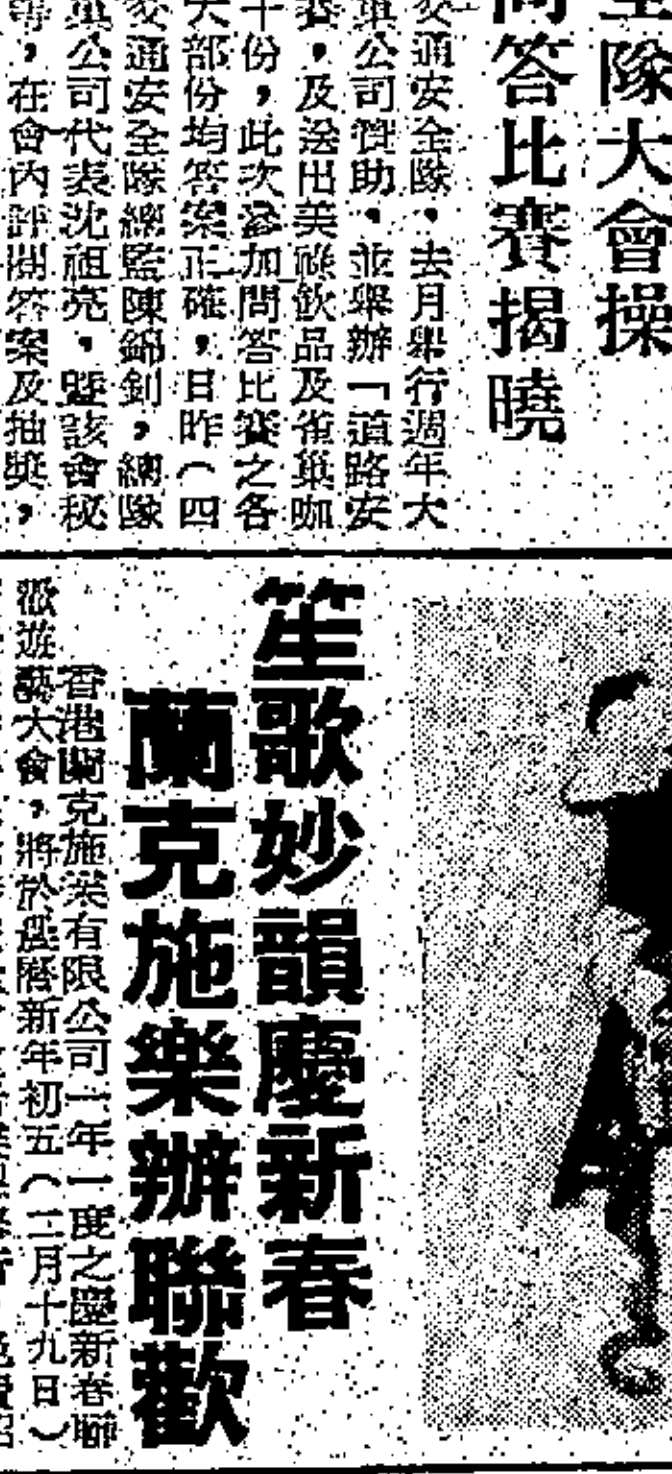 全隊大會操
問答比賽揭曉
交通安全隊,去月舉行週年大
巢公司贊助,並舉辦「道路安
賽,及送出美祿飲品及雀巢咖
十份,此次參加問答比賽之各
大部份均答案正確,日昨(四
交通安全隊總監陳錦釗,總隊
巢公司代表沈祖亮,暨該會秘
等,在會內評閱答案及抽獎,
笙歌妙韻慶新春
蘭克施樂辦聯歡
香港蘭克施樂有限公司一年一度之慶新春聯
歡遊藝大會,將於農曆新年初五(二月十九日)